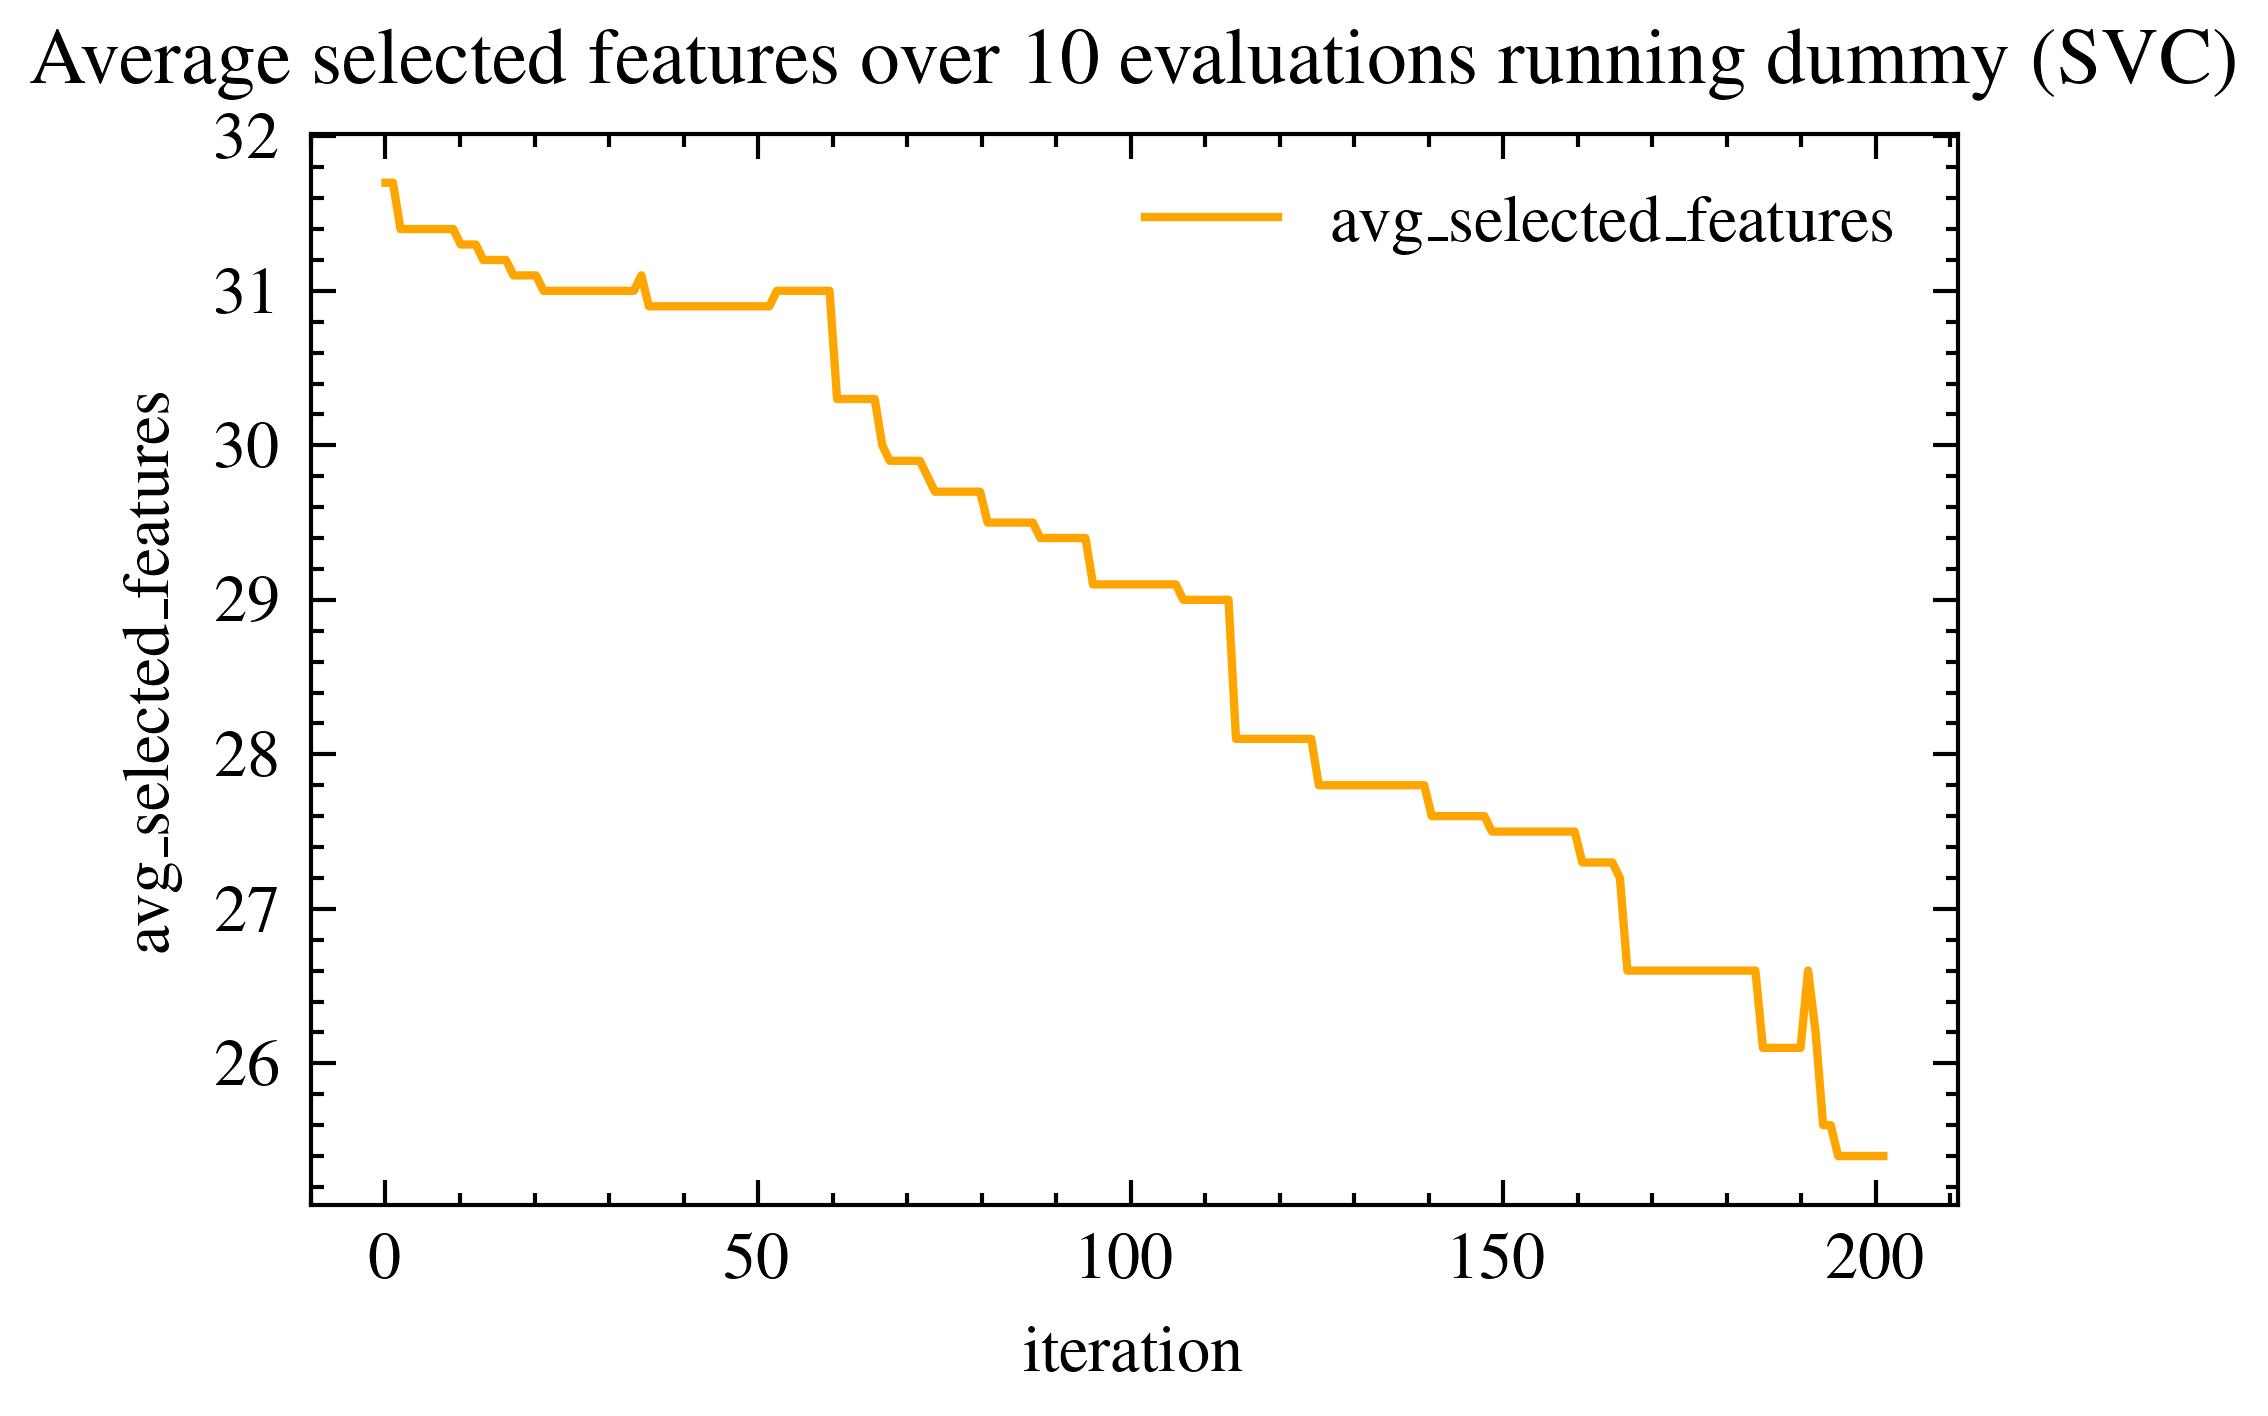 Average selected features over 10 evaluations running dummy (SVC)
32
31
30
29
28
27
26
avg_selected_features
avg_selected_features
0 50 100 150 200
iteration